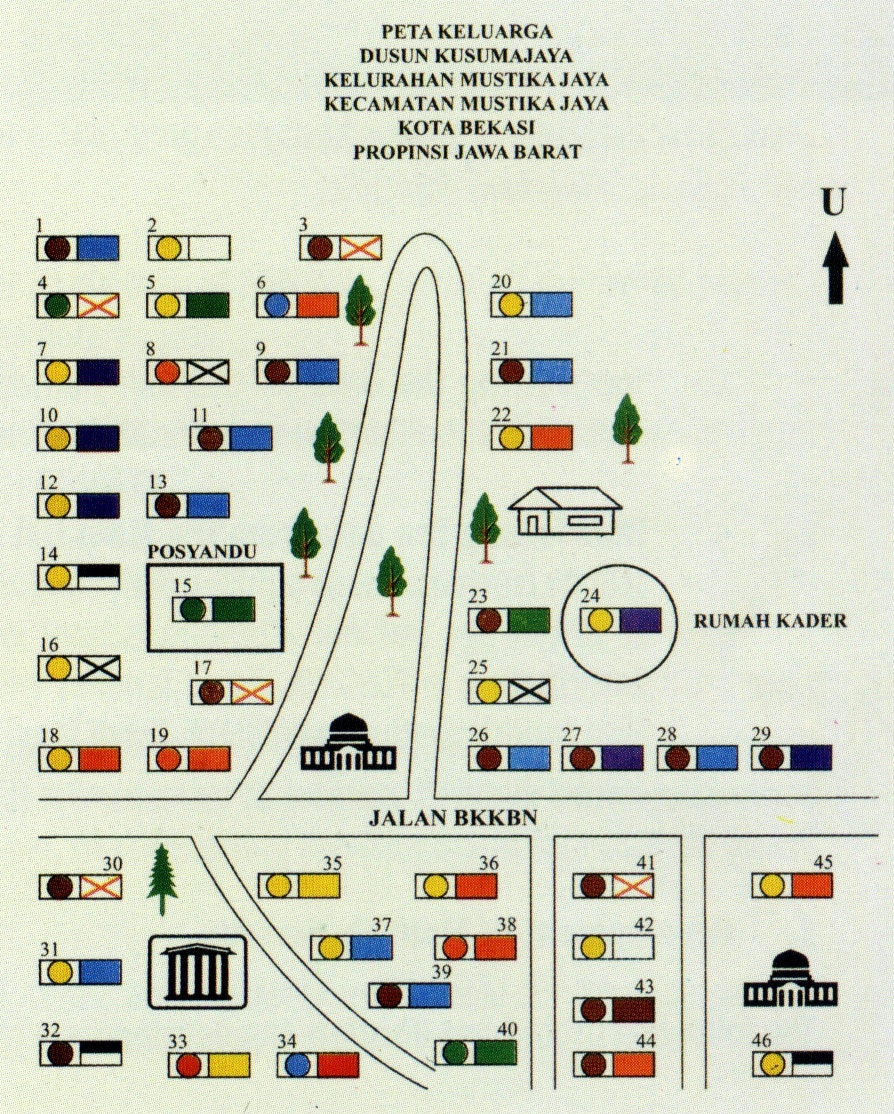 PETA KELUARGA
DUSUN KUSUMAJAYA
KELURAHAN MUSTIKA JAYA
KECAMATAN MUSTIKA JAYA
KOTA BEKASI
PROPINSI JAWA BARAT
U
1 2 3
4 5 6 20
7 8 9 21
10 11 22
12 13
14 POSYANDU
15 23 24 RUMAH KADER
16 17 25
18 19 26 27 28 29
JALAN BKKBN
30 35 36 41 45
31 37 38 42
39 43
32 33 34 40 44 46